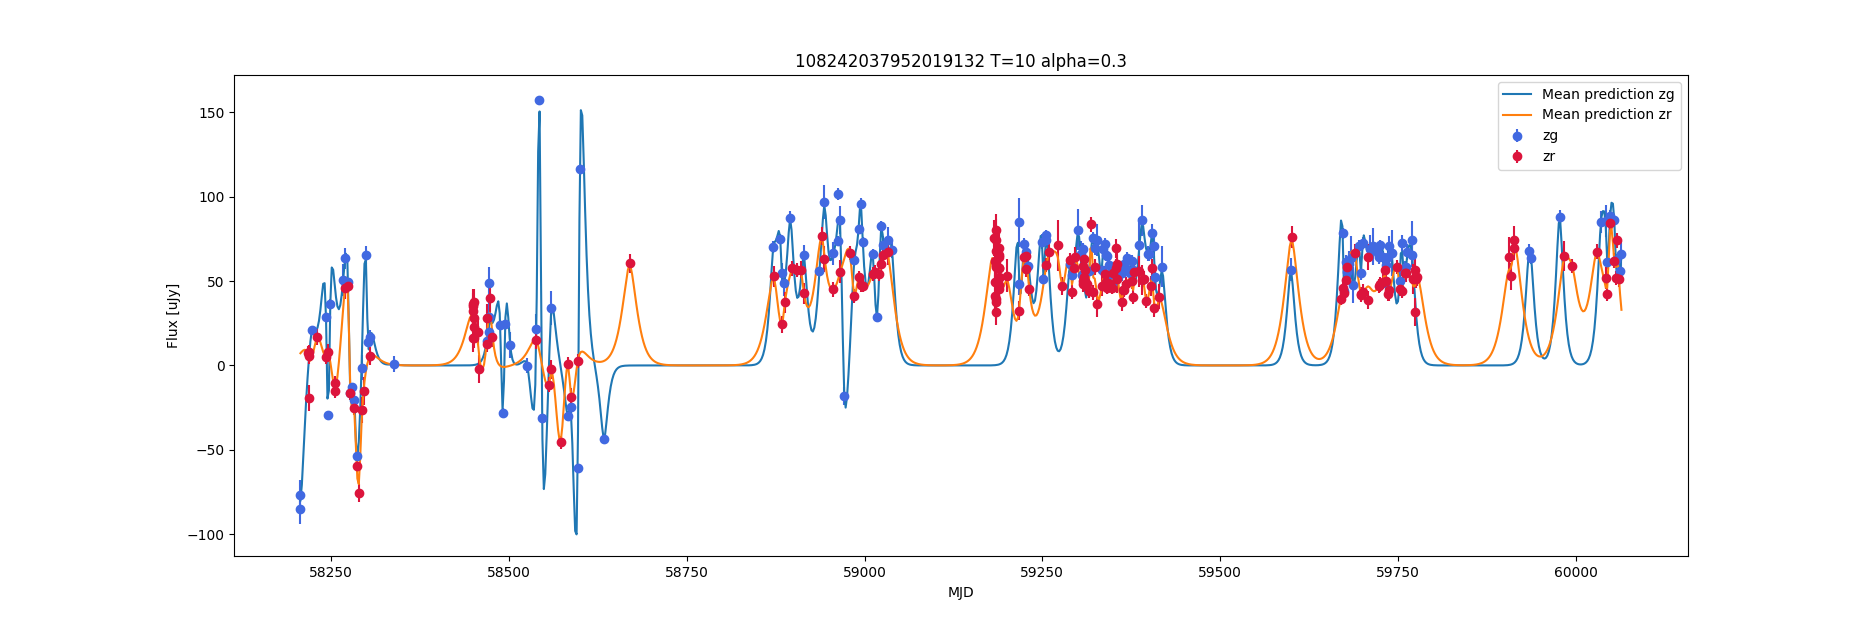 108242037952019132 T=10 alpha=0.3
Mean prediction zg
Mean prediction zr
zg
zr
Flux [uJy]
150
100
50
0
−50
−100
58250 58500 58750 59000 59250 59500 59750 60000
MJD